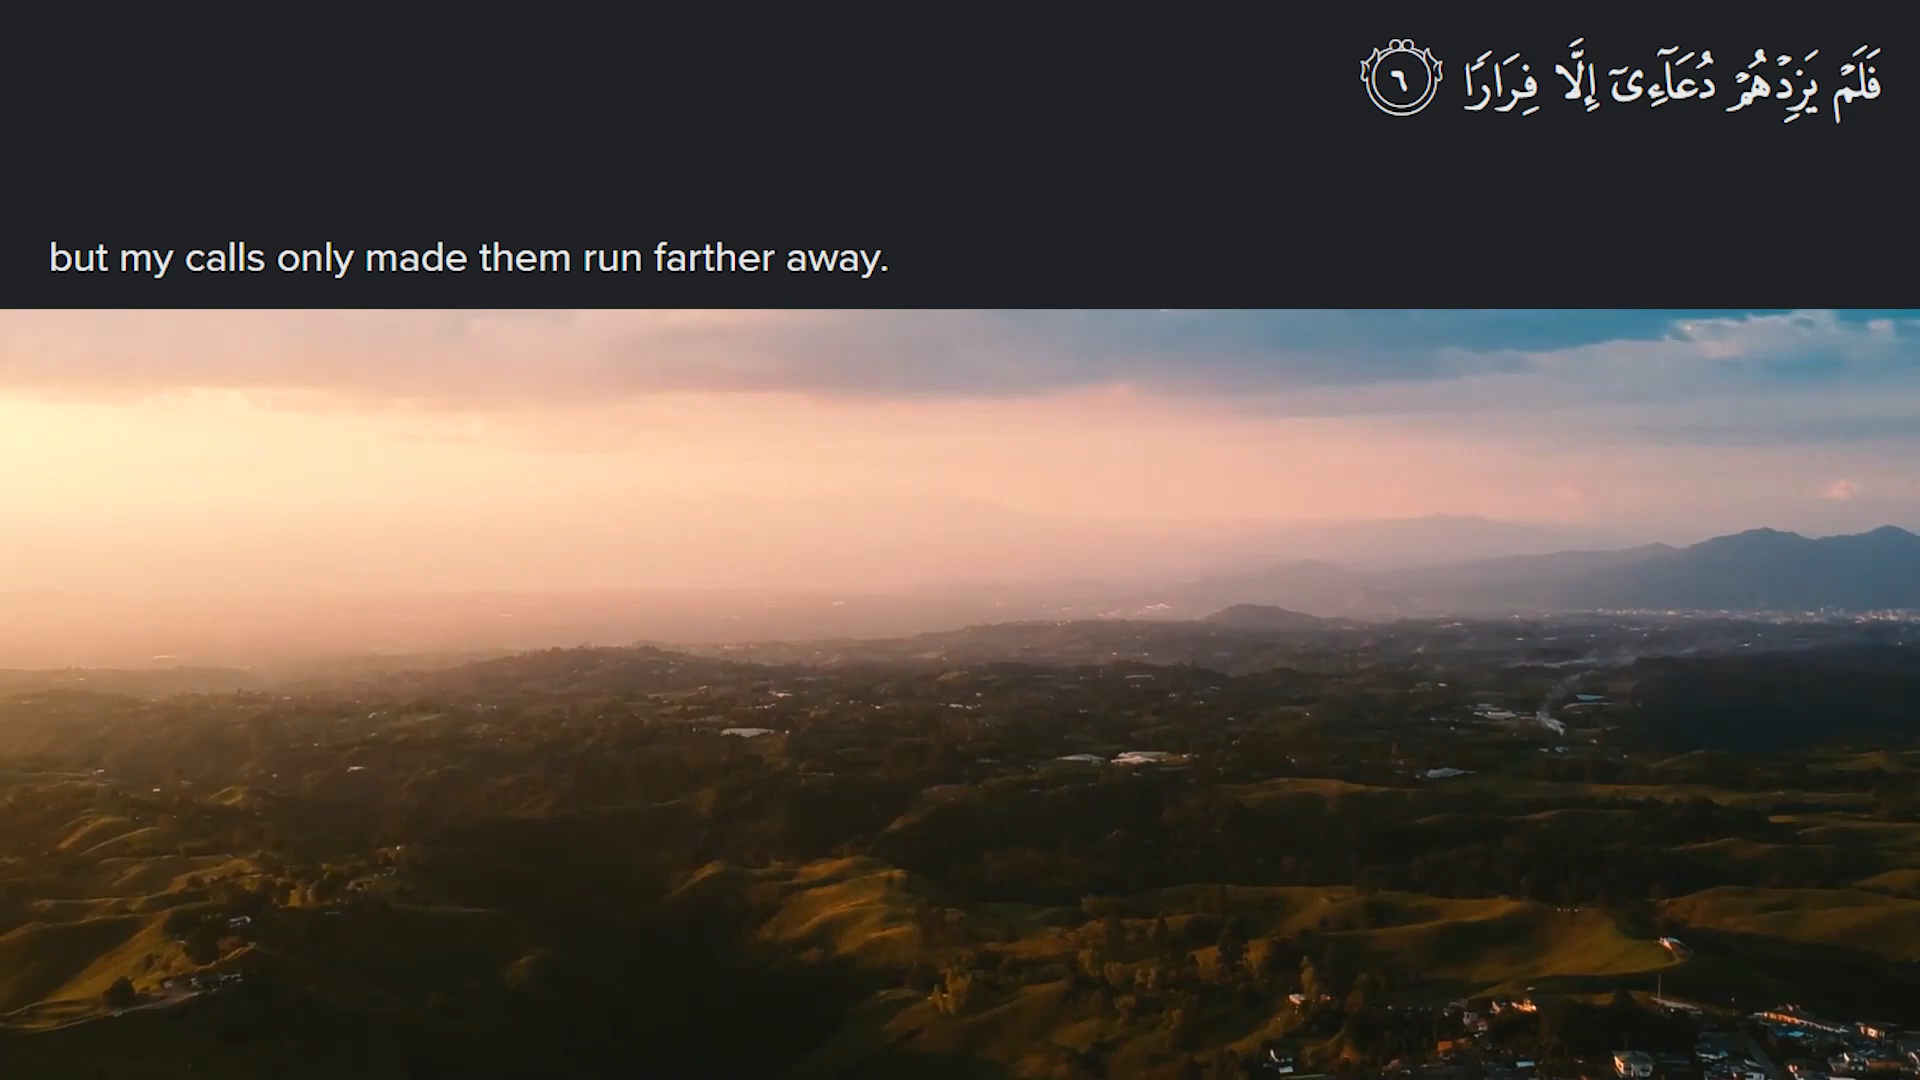 فَلَمْ يَزِدْهُمْ دُعَآءِىٓ إِلَّا فِرَارًا ٦
but my calls only made them run farther away.